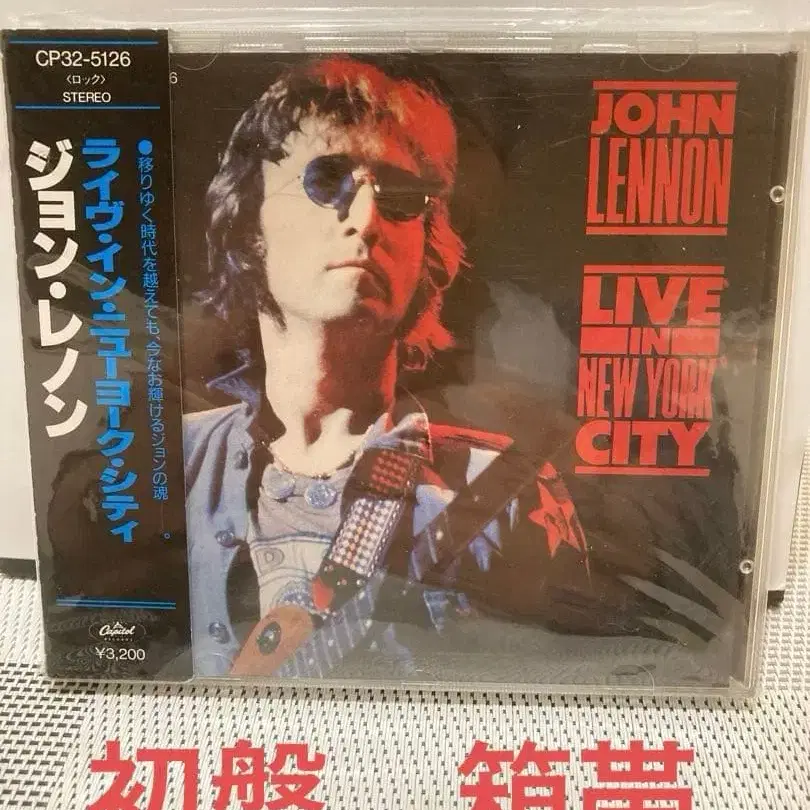 CP32-5126
〈ロック〉
STEREO
●移りゆく時代を越えても、今なお輝けるジョンの魂。
ライヴ・イン・ニューヨーク・シティ
ジョン・レノン
Capitol
RECORDS
¥3,200
6
JOHN
LENNON
LIVE
IN
NEW YORK
CITY
D
初盤 箱帯